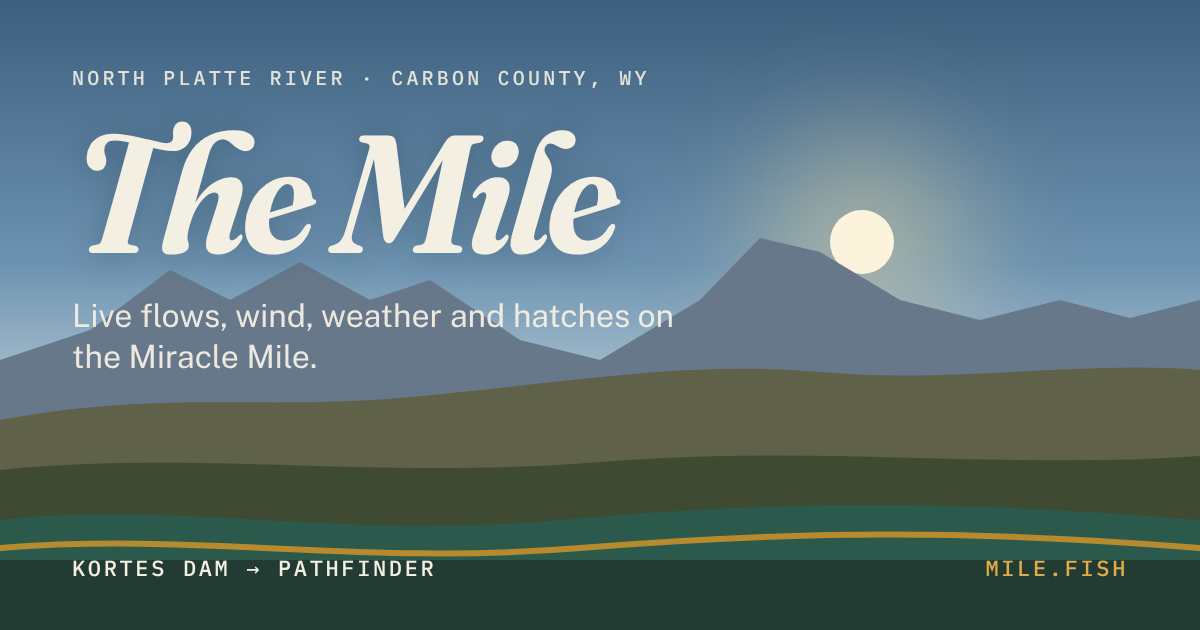 NORTH PLATTE RIVER · CARBON COUNTY, WY
The Mile
Live flows, wind, weather and hatches on
the Miracle Mile.
KORTES DAM → PATHFINDER
MILE.FISH